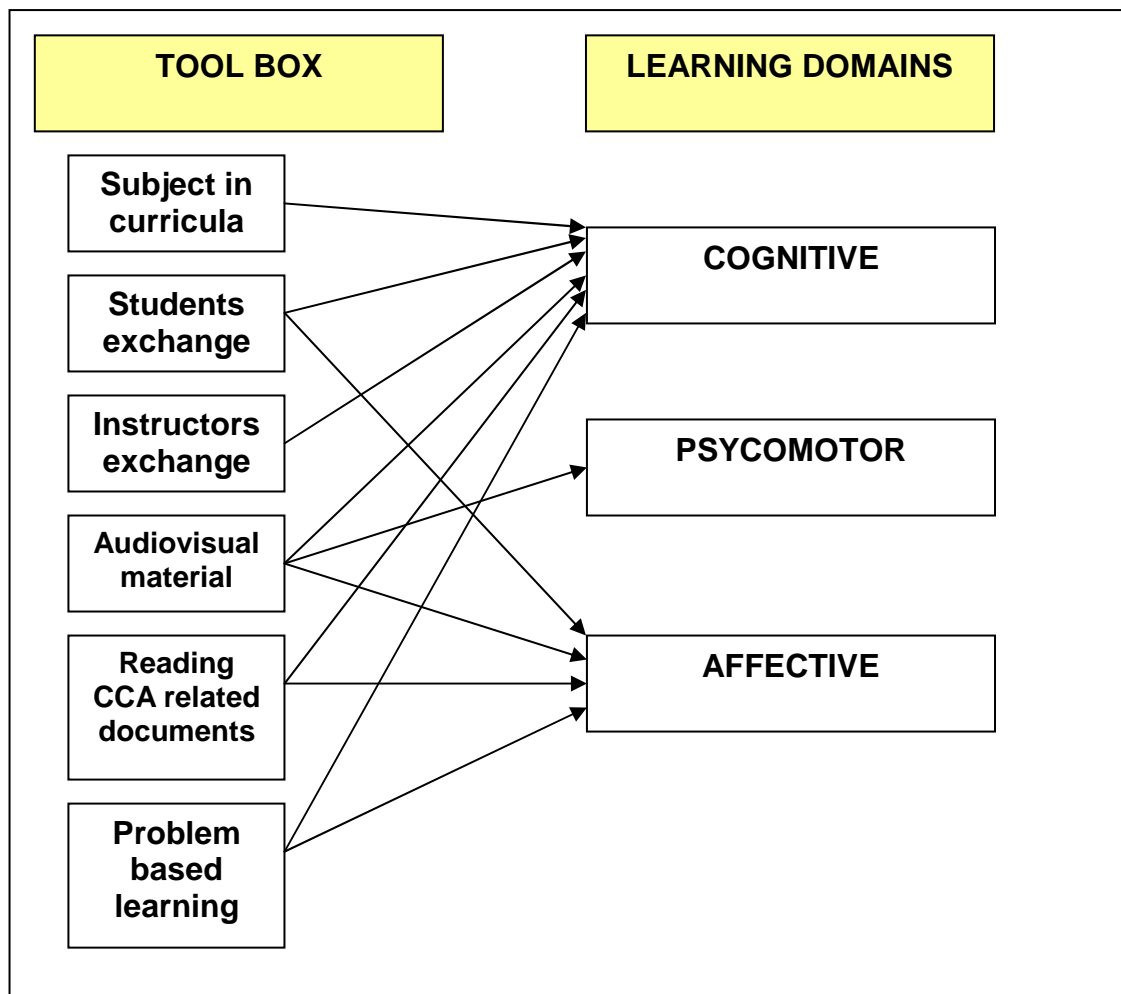 TOOL BOX
LEARNING DOMAINS
Subject in
curricula
Students
exchange
Instructors
exchange
Audiovisual
material
Reading
CCA related
documents
Problem
based
learning
COGNITIVE
PSYCOMOTOR
AFFECTIVE